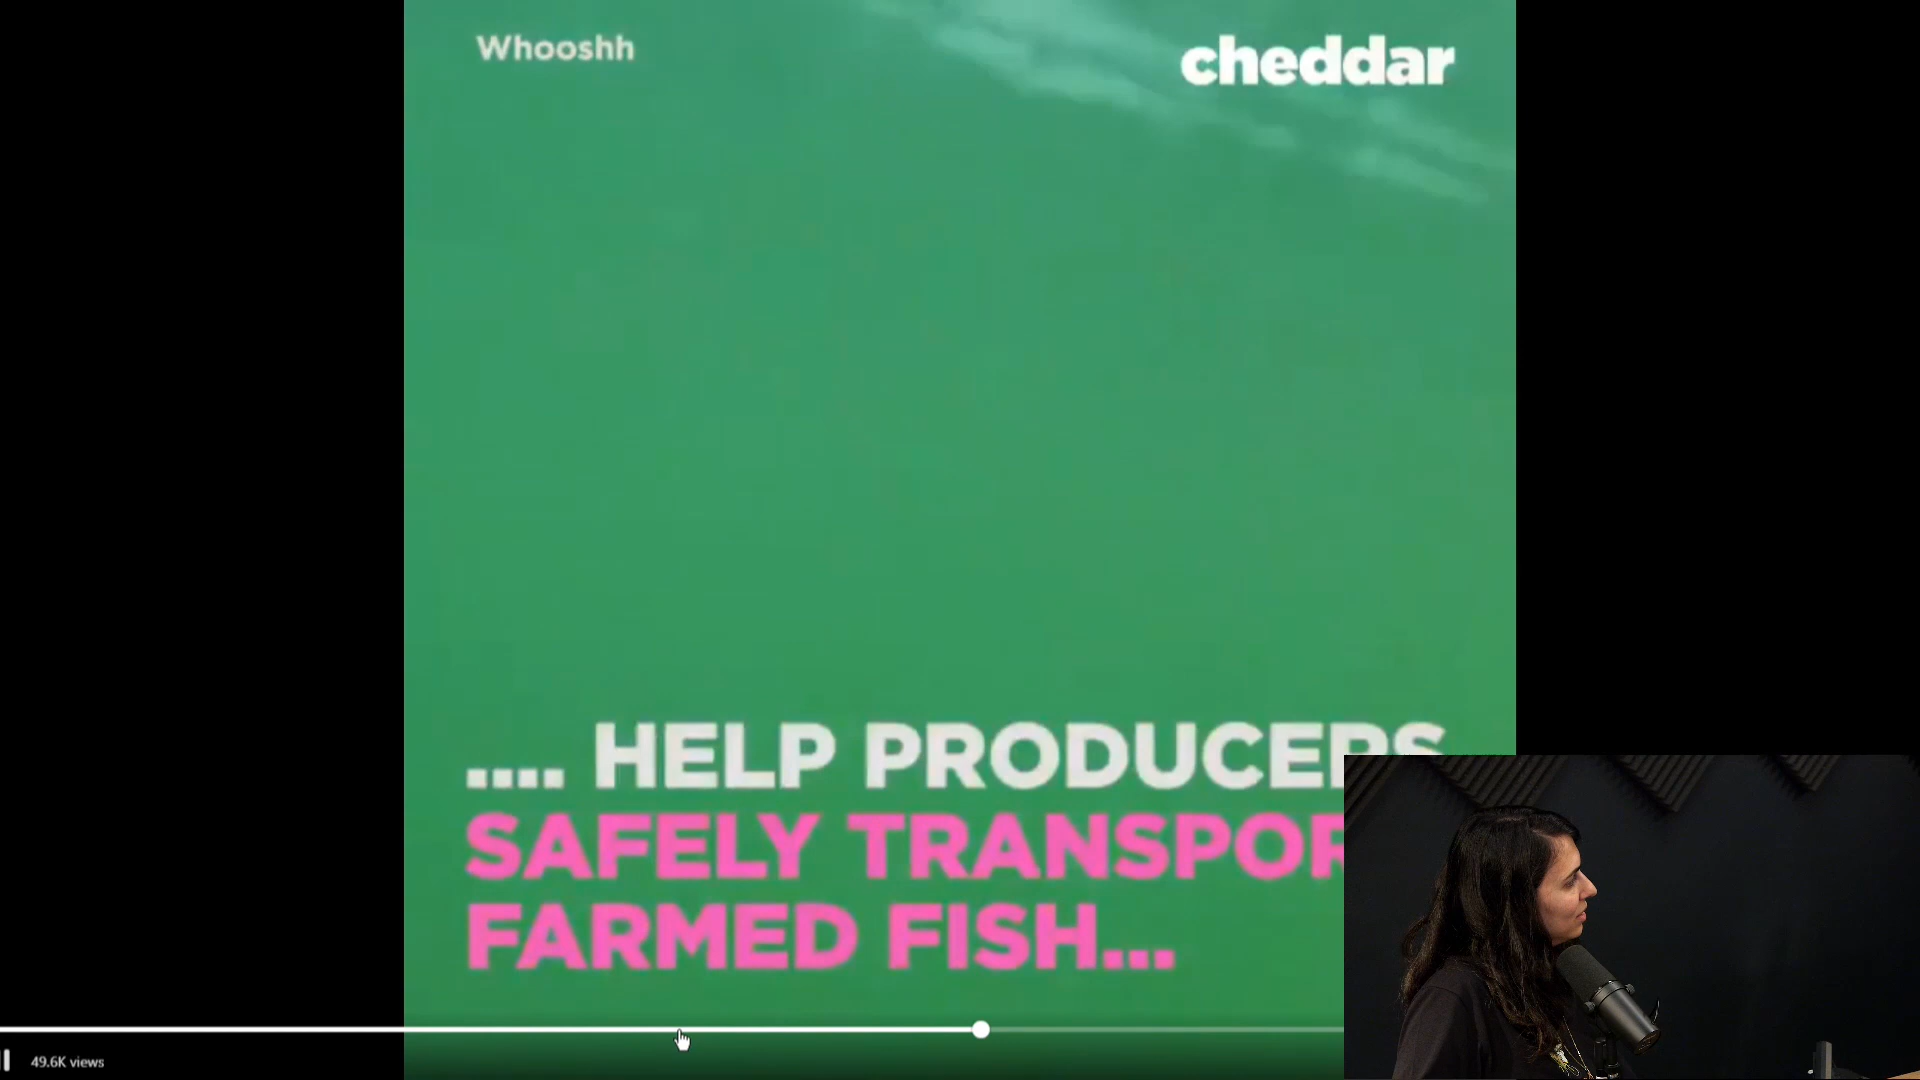 Whooshh
cheddar
.... HELP PRODUCERS
SAFELY TRANSPOR
FARMED FISH...
49.6K views